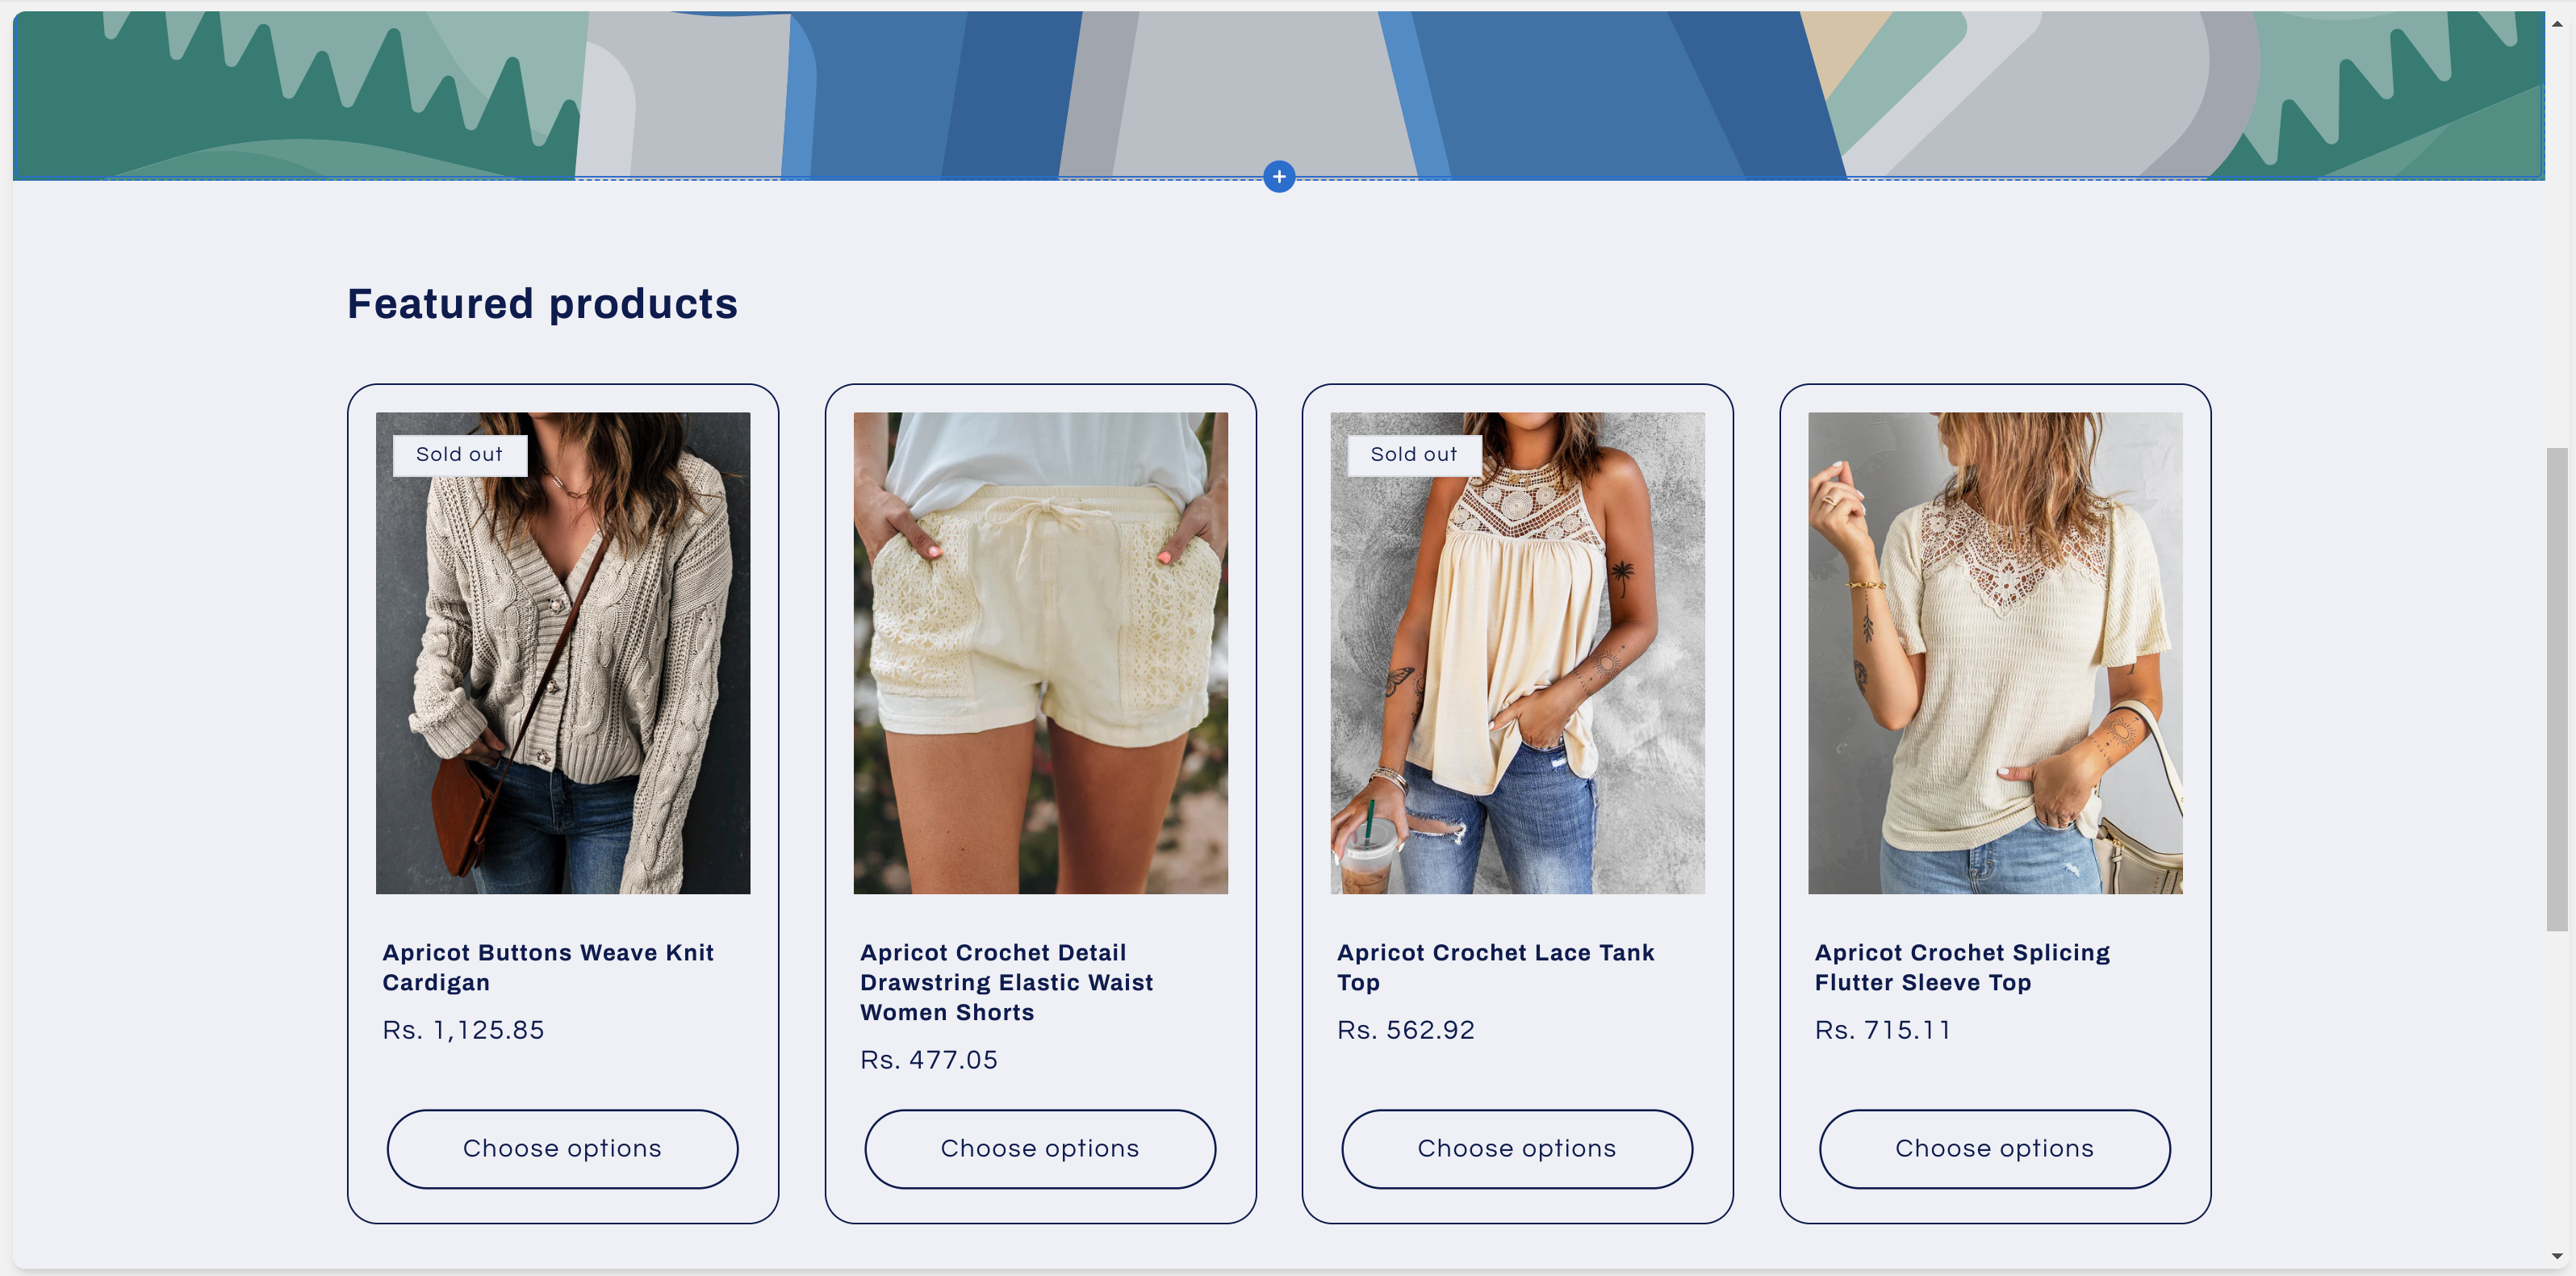 Featured products
Sold out
Sold out
Apricot Buttons Weave Knit
Cardigan
Rs. 1,125.85
Choose options
Apricot Crochet Detail
Drawstring Elastic Waist
Women Shorts
Rs. 477.05
Choose options
Apricot Crochet Lace Tank
Top
Rs. 562.92
Choose options
Apricot Crochet Splicing
Flutter Sleeve Top
Rs. 715.11
Choose options